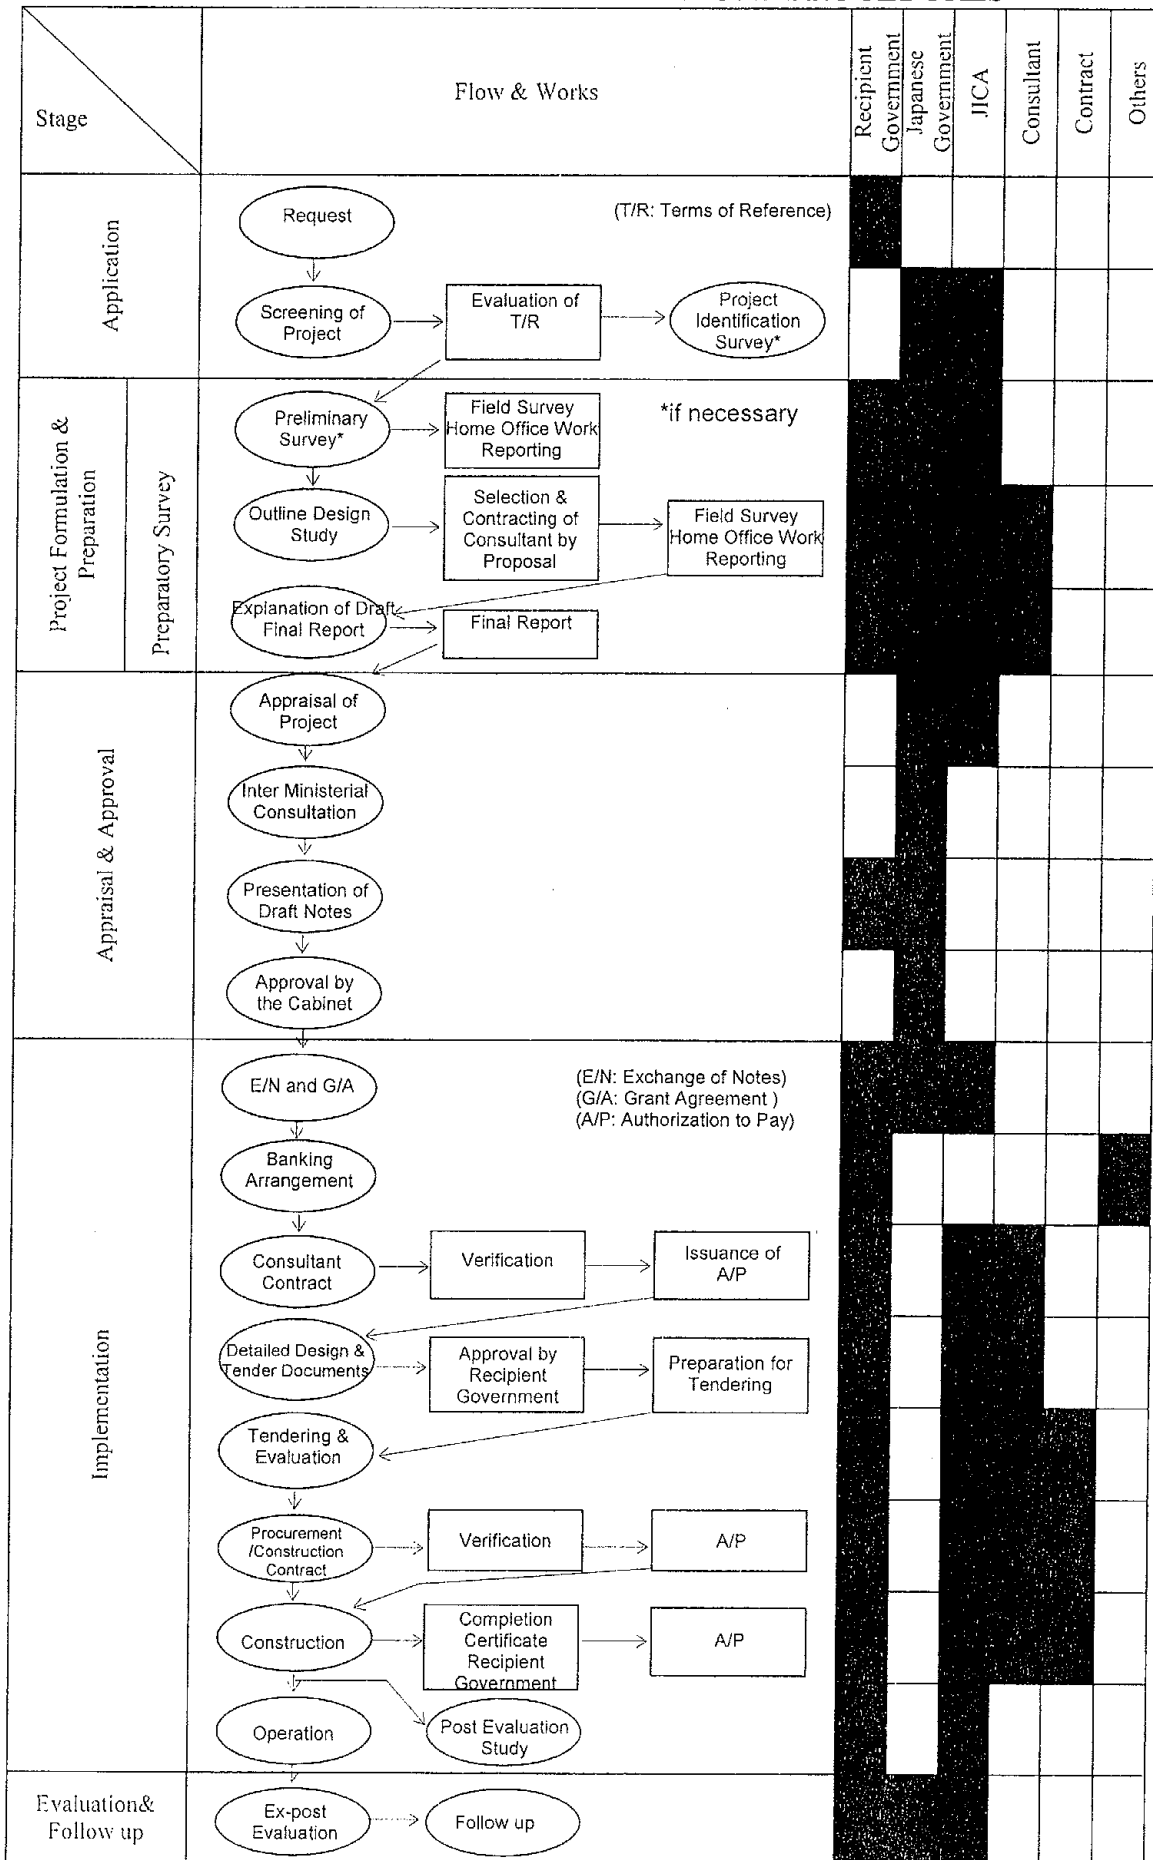 Stage
Flow & Works
Recipient
Government
Japanese
Government
JICA
Consultant
Contract
Others
Application
Request
(T/R: Terms of Reference)
Screening of
Project
Evaluation of
T/R
Project
Identification
Survey*
Project Formulation &
Preparation
Preparatory Survey
Preliminary
Survey*
Field Survey
Home Office Work
Reporting
*if necessary
Outline Design
Study
Selection &
Contracting of
Consultant by
Proposal
Field Survey
Home Office Work
Reporting
Explanation of Draft
Final Report
Final Report
Appraisal & Approval
Appraisal of
Project
Inter Ministerial
Consultation
Presentation of
Draft Notes
Approval by
the Cabinet
Implementation
E/N and G/A
(E/N: Exchange of Notes)
(G/A: Grant Agreement )
(A/P: Authorization to Pay)
Banking
Arrangement
Consultant
Contract
Verification
Issuance of
A/P
Detailed Design &
Tender Documents
Approval by
Recipient
Government
Preparation for
Tendering
Tendering &
Evaluation
Procurement
/Construction
Contract
Verification
A/P
Construction
Completion
Certificate
Recipient
Government
A/P
Operation
Post Evaluation
Study
Evaluation&
Follow up
Ex-post
Evaluation
Follow up